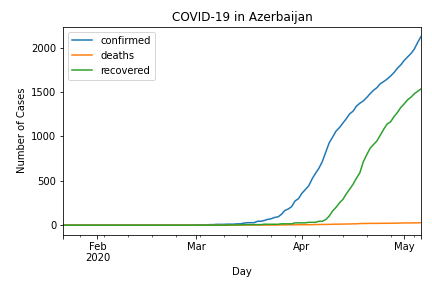 COVID-19 in Azerbaijan
confirmed
deaths
recovered
Number of Cases
2000
1500
1000
500
0
Feb
2020
Mar
Apr
May
Day